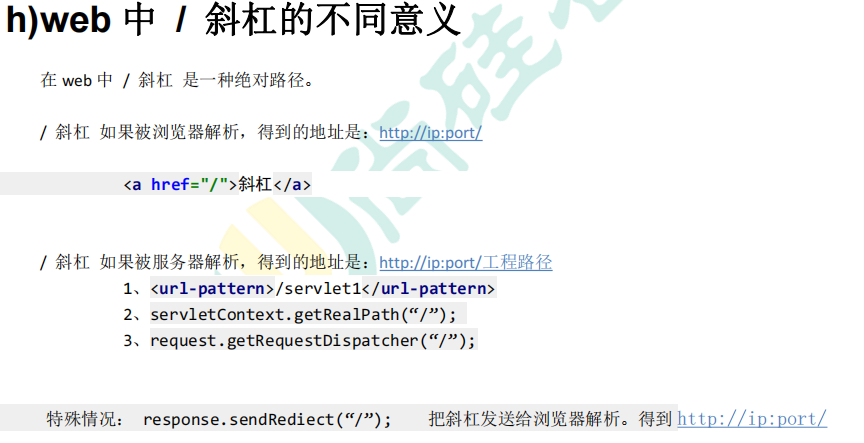 h)web 中 / 斜杠的不同意义
在 web 中 / 斜杠 是一种绝对路径。
/ 斜杠 如果被浏览器解析，得到的地址是：http://ip:port/
<a href="/">斜杠</a>
/ 斜杠 如果被服务器解析，得到的地址是：http://ip:port/工程路径
1、<url-pattern>/servlet1</url-pattern>
2、servletContext.getRealPath(“/”);
3、request.getRequestDispatcher(“/”);
特殊情况： response.sendRediect(“/”); 把斜杠发送给浏览器解析。得到 http://ip:port/